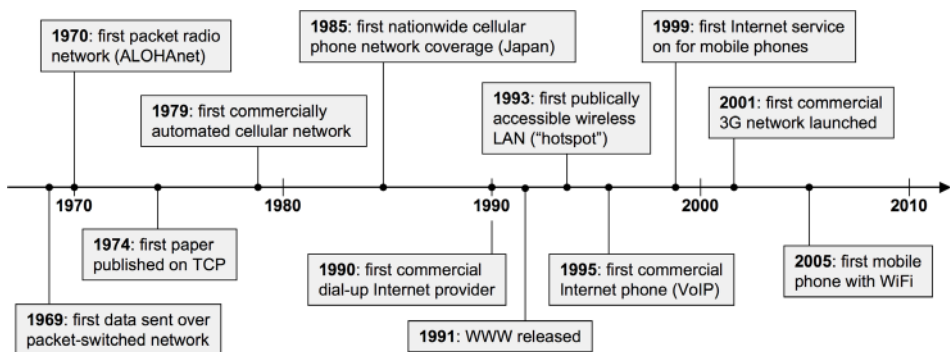 1970: first packet radio
network (ALOHAnet)
1985: first nationwide cellular
phone network coverage (Japan)
1999: first Internet service
on for mobile phones
1979: first commercially
automated cellular network
1993: first publically
accessible wireless
LAN (“hotspot”)
2001: first commercial
3G network launched
1970
1980
1990
2000
2010
1974: first paper
published on TCP
1990: first commercial
dial-up Internet provider
1995: first commercial
Internet phone (VoIP)
2005: first mobile
phone with WiFi
1969: first data sent over
packet-switched network
1991: WWW released